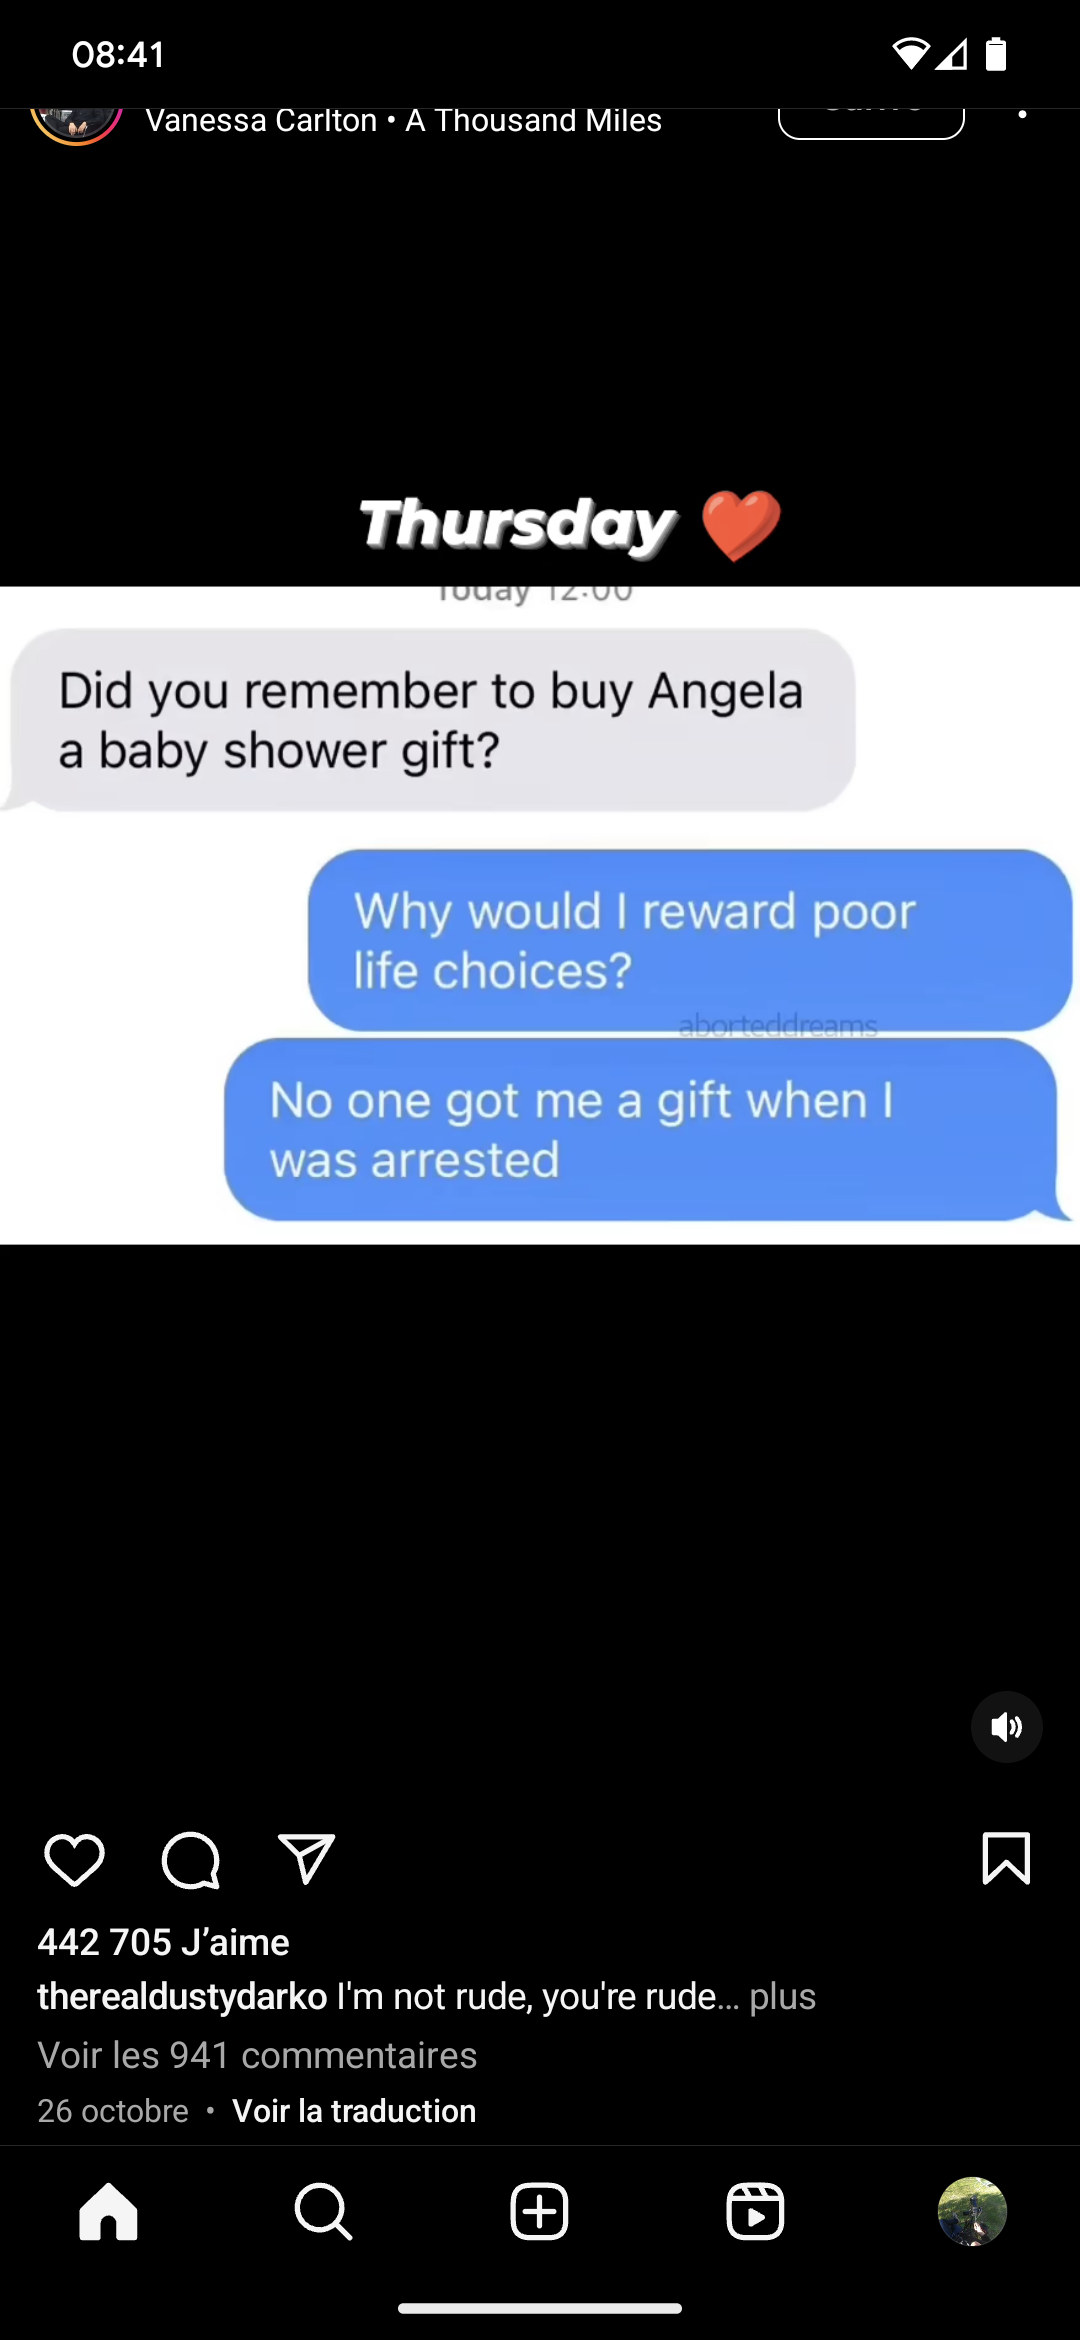 08:41
Vanessa Carlton • A Thousand Miles
Thursday ❤️
Today 12:00
Did you remember to buy Angela
a baby shower gift?
Why would I reward poor
life choices?
aborteddreams
No one got me a gift when I
was arrested
442 705 J’aime
therealdustydarko I'm not rude, you're rude... plus
Voir les 941 commentaires
26 octobre • Voir la traduction